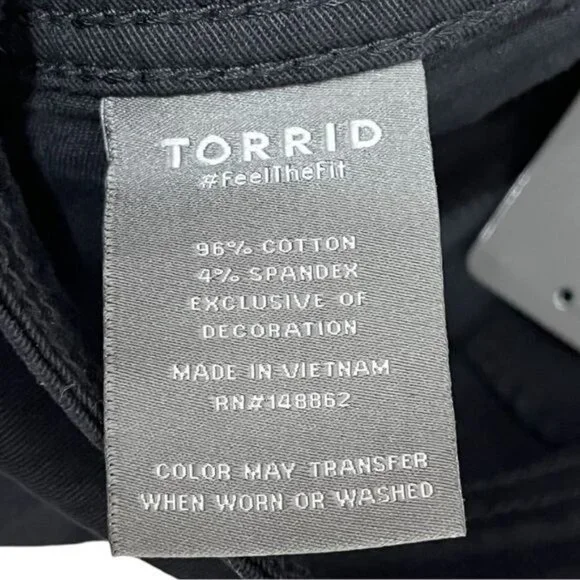 TORRID
#FeelTheFit
96% COTTON
4% SPANDEX
EXCLUSIVE OF
DECORATION
MADE IN VIETNAM
RN#148862
COLOR MAY TRANSFER
WHEN WORN OR WASHED